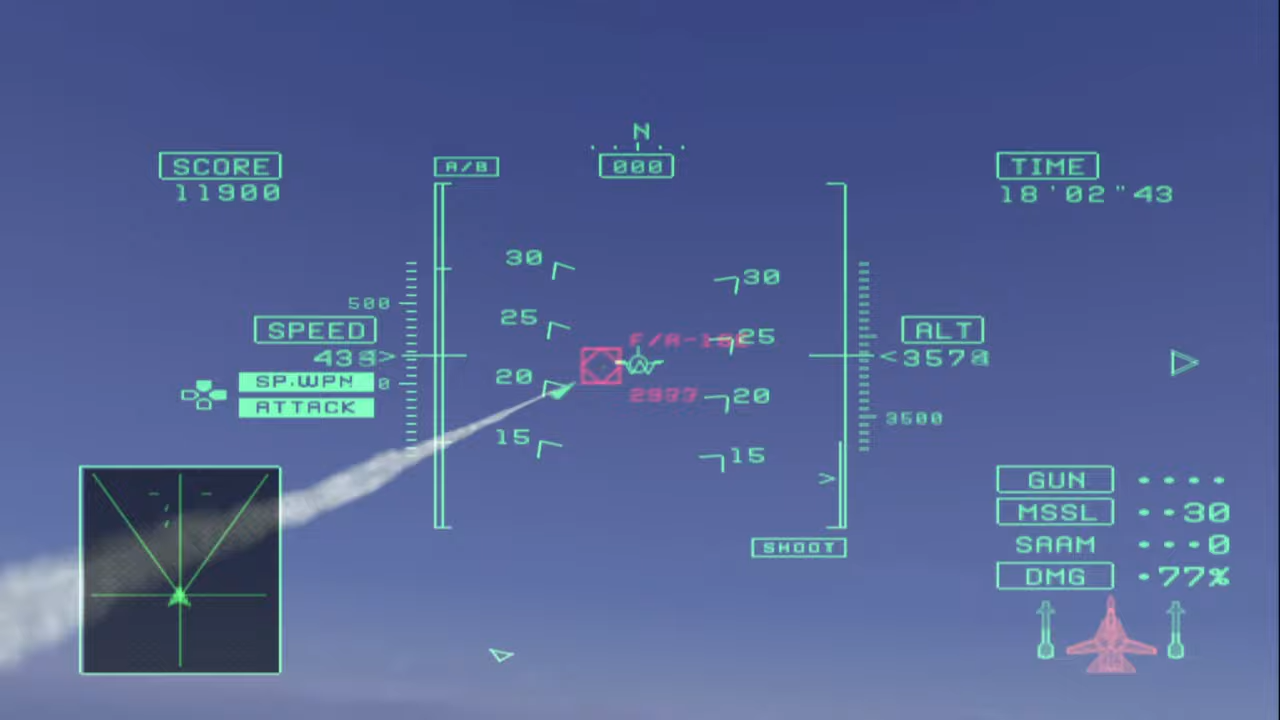 N
SCORE
A/B
000
TIME
11900
18'02"43
30
30
500
25
SPEED
ALT
25
20
SP.WPN
20
ATTACK
3500
15
15
GUN
MSSL 30
SHOOT
SAAM 0
DMG 77%